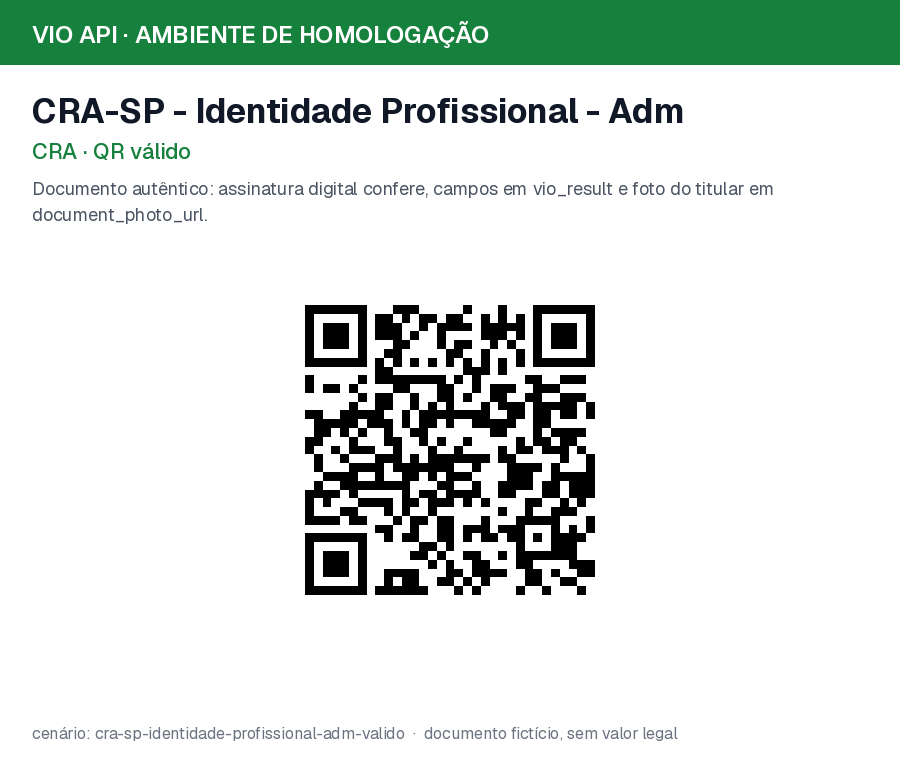 VIO API · AMBIENTE DE HOMOLOGAÇÃO
CRA-SP - Identidade Profissional - Adm
CRA · QR válido
Documento autêntico: assinatura digital confere, campos em vio_result e foto do titular em
document_photo_url.
cenário: cra-sp-identidade-profissional-adm-valido · documento fictício, sem valor legal